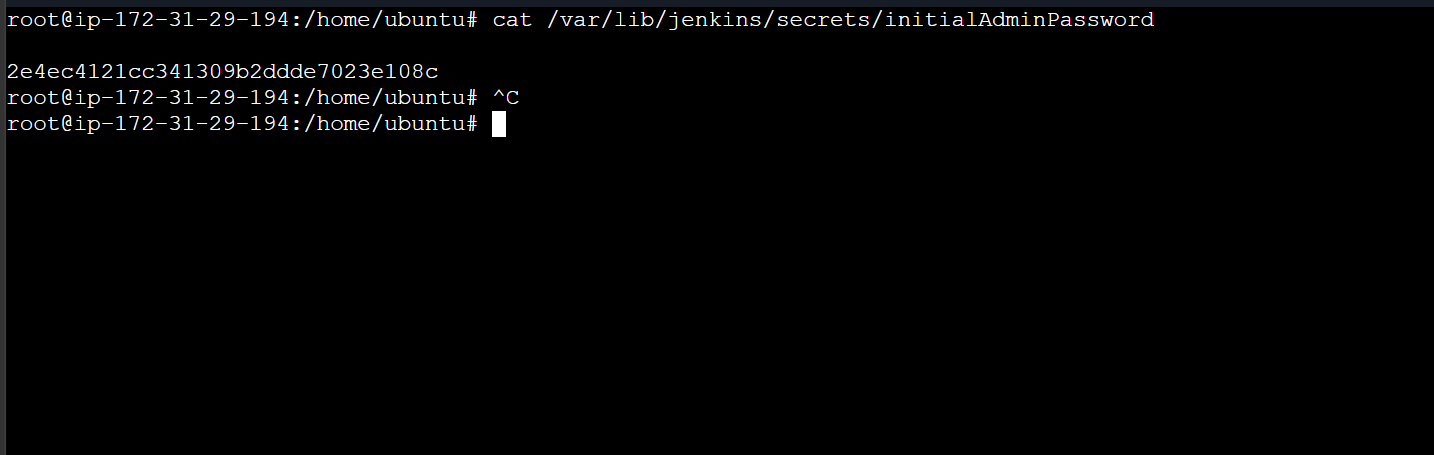 root@ip-172-31-29-194:/home/ubuntu# cat /var/lib/jenkins/secrets/initialAdminPassword
2e4ec4121cc341309b2ddde7023e108c
root@ip-172-31-29-194:/home/ubuntu# ^C
root@ip-172-31-29-194:/home/ubuntu#